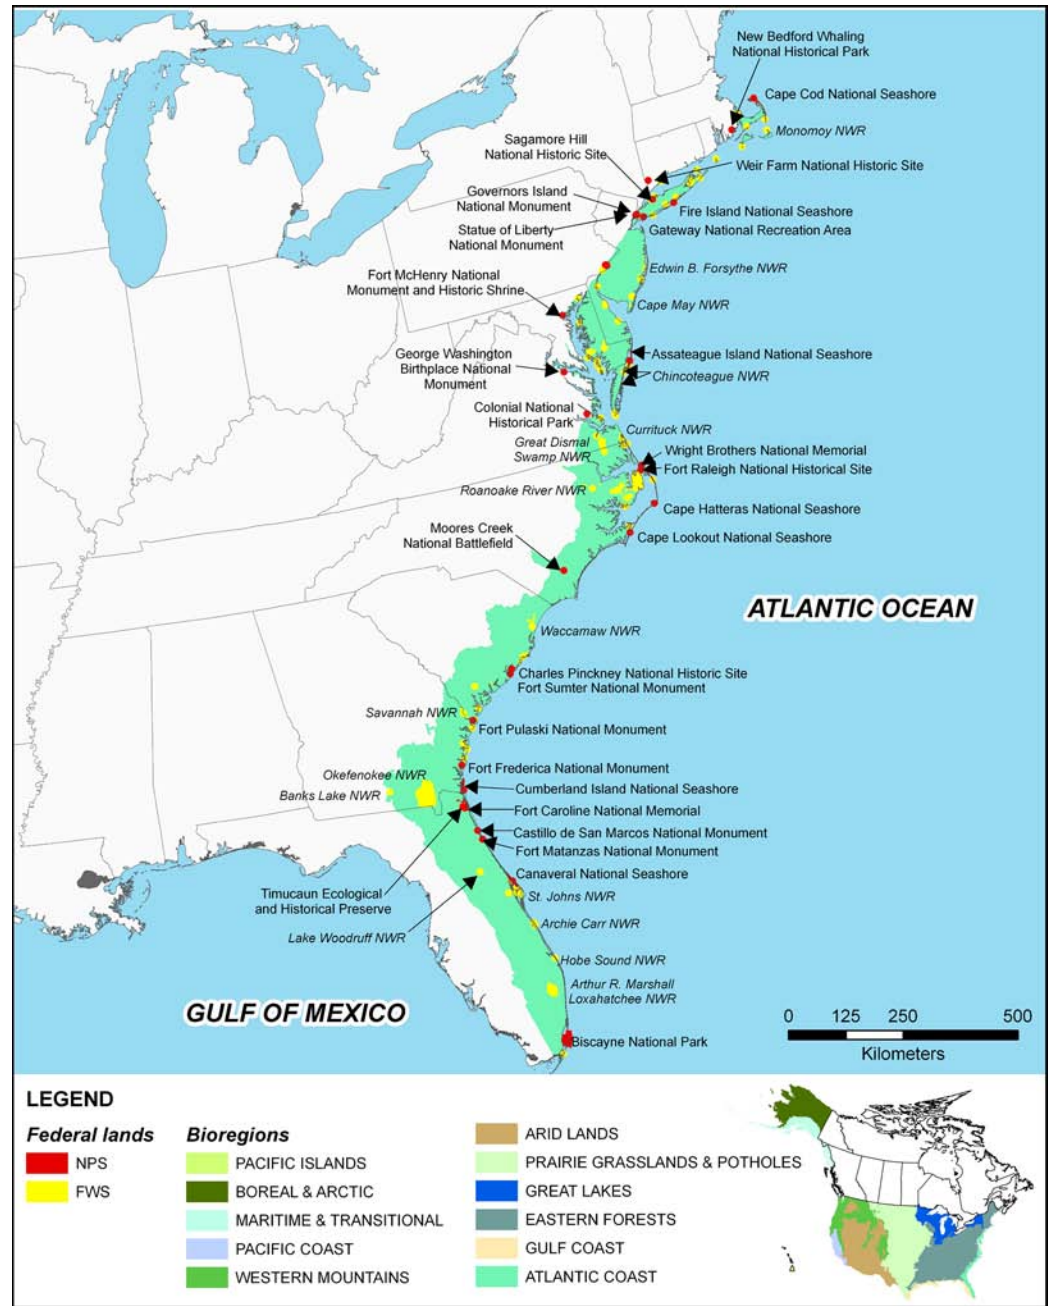 New Bedford Whaling
National Historical Park
Cape Cod National Seashore
Monomoy NWR
Sagamore Hill
National Historic Site
Weir Farm National Historic Site
Governors Island
National Monument
Fire Island National Seashore
Statue of Liberty
National Monument
Gateway National Recreation Area
Edwin B. Forsythe NWR
Fort McHenry National
Monument and Historic Shrine
Cape May NWR
George Washington
Birthplace National
Monument
Assateague Island National Seashore
Chincoteague NWR
Colonial National
Historical Park
Currituck NWR
Great Dismal
Swamp NWR
Wright Brothers National Memorial
Fort Raleigh National Historical Site
Roanoake River NWR
Cape Hatteras National Seashore
Moores Creek
National Battlefield
Cape Lookout National Seashore
ATLANTIC OCEAN
Waccamaw NWR
Charles Pinckney National Historic Site
Fort Sumter National Monument
Savannah NWR
Fort Pulaski National Monument
Fort Frederica National Monument
Okefenokee NWR
Cumberland Island National Seashore
Banks Lake NWR
Fort Caroline National Memorial
Castillo de San Marcos National Monument
Fort Matanzas National Monument
Canaveral National Seashore
Timucaun Ecological
and Historical Preserve
St. Johns NWR
Archie Carr NWR
Lake Woodruff NWR
Hobe Sound NWR
Arthur R. Marshall
Loxahatchee NWR
GULF OF MEXICO
Biscayne National Park
0 125 250 500
Kilometers
LEGEND
Federal lands
NPS
FWS
Bioregions
PACIFIC ISLANDS
BOREAL & ARCTIC
MARITIME & TRANSITIONAL
PACIFIC COAST
WESTERN MOUNTAINS
ARID LANDS
PRAIRIE GRASSLANDS & POTHOLES
GREAT LAKES
EASTERN FORESTS
GULF COAST
ATLANTIC COAST